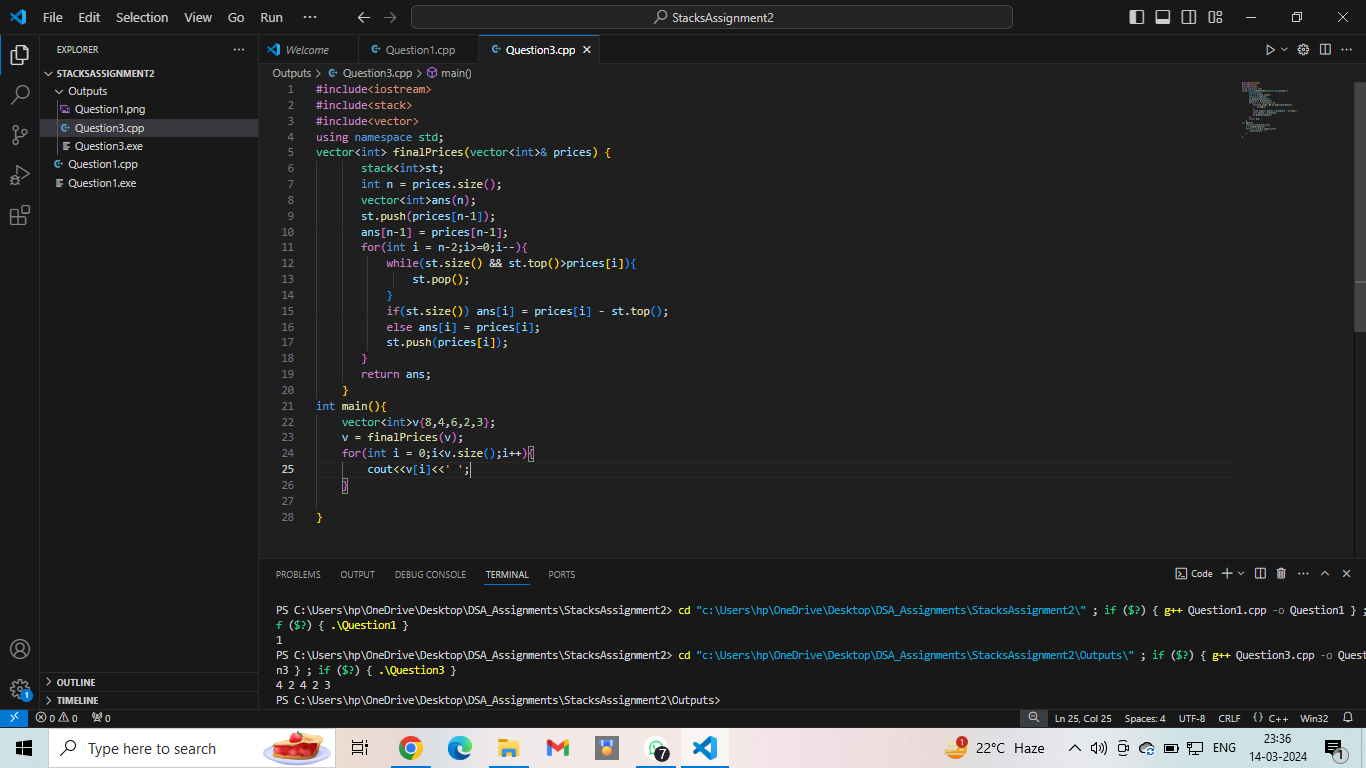 File Edit Selection View Go Run ··· StacksAssignment2
EXPLORER ···
STACKSASSIGNMENT2
Outputs
Question1.png
Question3.cpp
Question3.exe
Question1.cpp
Question1.exe
OUTLINE
TIMELINE
Welcome Question1.cpp Question3.cpp
Outputs > Question3.cpp > main()
1 #include<iostream>
2 #include<stack>
3 #include<vector>
4 using namespace std;
5 vector<int> finalPrices(vector<int>& prices) {
6 stack<int>st;
7 int n = prices.size();
8 vector<int>ans(n);
9 st.push(prices[n-1]);
10 ans[n-1] = prices[n-1];
11 for(int i = n-2;i>=0;i--){
12 while(st.size() && st.top()>prices[i]){
13 st.pop();
14 }
15 if(st.size()) ans[i] = prices[i] - st.top();
16 else ans[i] = prices[i];
17 st.push(prices[i]);
18 }
19 return ans;
20 }
21 int main(){
22 vector<int>v{8,4,6,2,3};
23 v = finalPrices(v);
24 for(int i = 0;i<v.size();i++){
25 cout<<v[i]<<' ';
26 }
27
28 }
PROBLEMS OUTPUT DEBUG CONSOLE TERMINAL PORTS Code
PS C:\Users\hp\OneDrive\Desktop\DSA_Assignments\StacksAssignment2> cd "c:\Users\hp\OneDrive\Desktop\DSA_Assignments\StacksAssignment2\" ; if ($?) { g++ Question1.cpp -o Question1 } ;
f ($?) { .\Question1 }
1
PS C:\Users\hp\OneDrive\Desktop\DSA_Assignments\StacksAssignment2> cd "c:\Users\hp\OneDrive\Desktop\DSA_Assignments\StacksAssignment2\Outputs\" ; if ($?) { g++ Question3.cpp -o Ques
n3 } ; if ($?) { .\Question3 }
4 2 4 2 3
PS C:\Users\hp\OneDrive\Desktop\DSA_Assignments\StacksAssignment2\Outputs>
1
0 0 0 Ln 25, Col 25 Spaces: 4 UTF-8 CRLF {} C++ Win32
Type here to search 7 1 22°C Haze ENG 23:36
14-03-2024 1